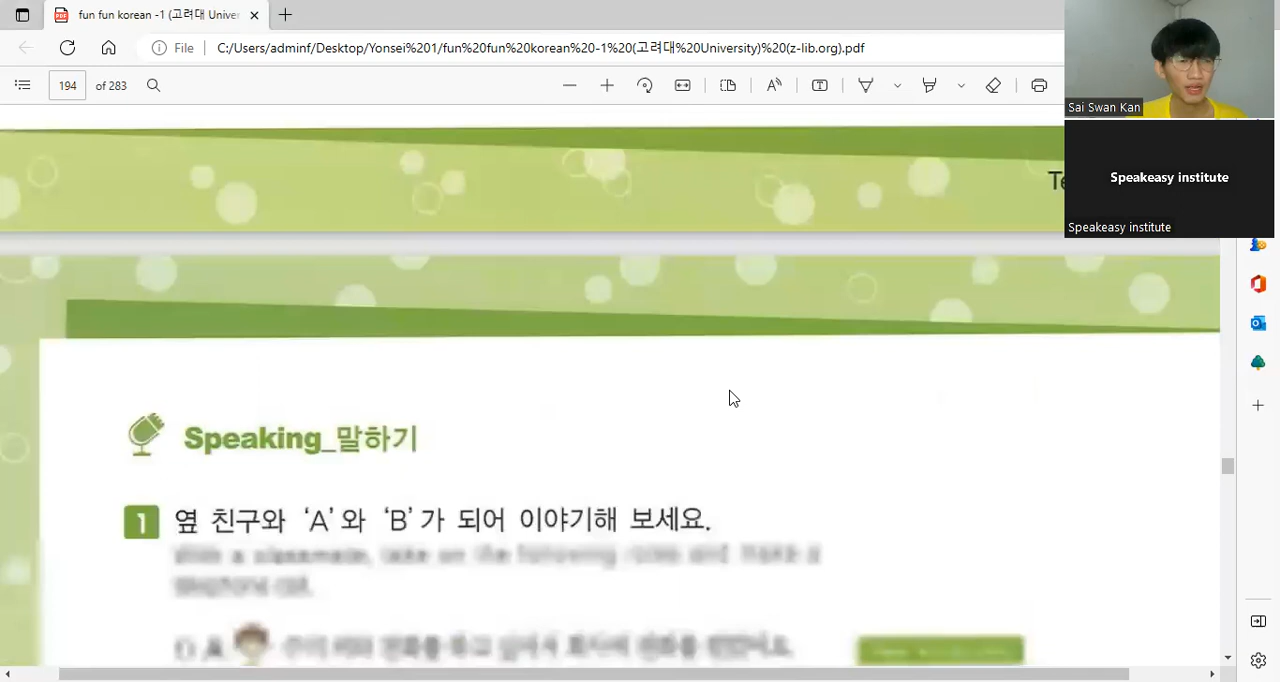 fun fun korean -1 (고려대 Univer
File
C:/Users/adminf/Desktop/Yonsei%201/fun%20fun%20korean%20-1%20(고려대%20University)%20(z-lib.org).pdf
194 of 283
Sai Swan Kan
Speakeasy institute
Speakeasy institute
Te
Speaking_말하기
1 옆 친구와 'A'와 'B'가 되어 이야기해 보세요.